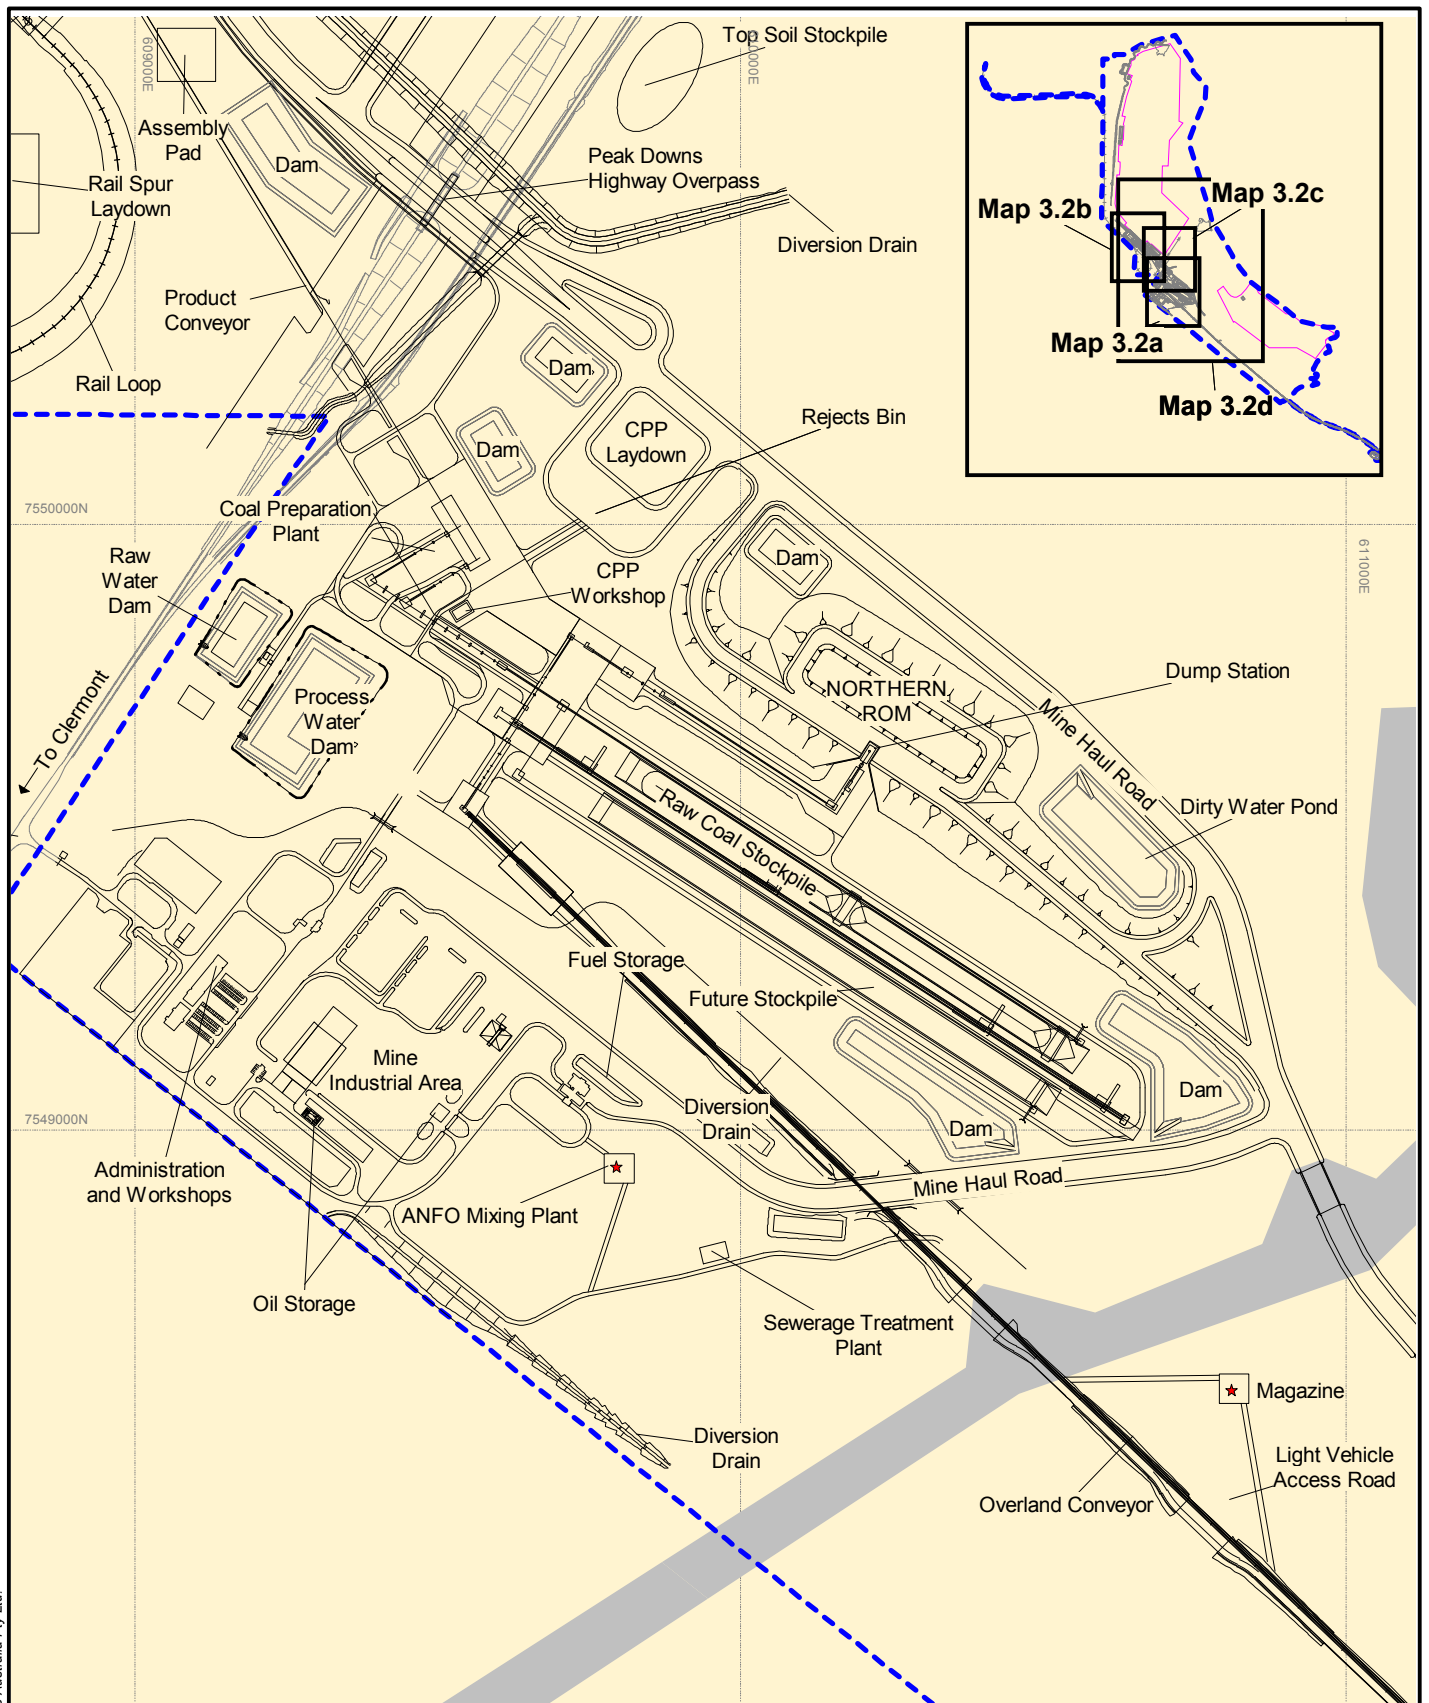 Top Soil Stockpile
609000E
610000E
Assembly
Pad
Dam
Peak Downs
Highway Overpass
Rail Spur
Laydown
Diversion Drain
Product
Conveyor
Rail Loop
Map 3.2b
Map 3.2c
Map 3.2a
Map 3.2d
Dam
Dam
CPP
Laydown
Rejects Bin
7550000N
Coal Preparation
Plant
Raw
Water
Dam
Dam
CPP
Workshop
611000E
Dump Station
NORTHERN
ROM
Process
Water
Dam
To Clermont
Mine Haul Road
Raw Coal Stockpile
Dirty Water Pond
Fuel Storage
Future Stockpile
Mine
Industrial Area
Diversion
Drain
Dam
Dam
7549000N
Administration
and Workshops
Mine Haul Road
ANFO Mixing Plant
Oil Storage
Sewerage Treatment
Plant
Magazine
Diversion
Drain
Light Vehicle
Access Road
Overland Conveyor